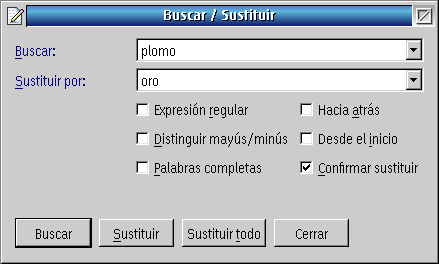 Buscar / Sustituir
Buscar: plomo
Sustituir por: oro
Expresión regular Hacia atrás
Distinguir mayús/minús Desde el inicio
Palabras completas Confirmar sustituir
Buscar Sustituir Sustituir todo Cerrar